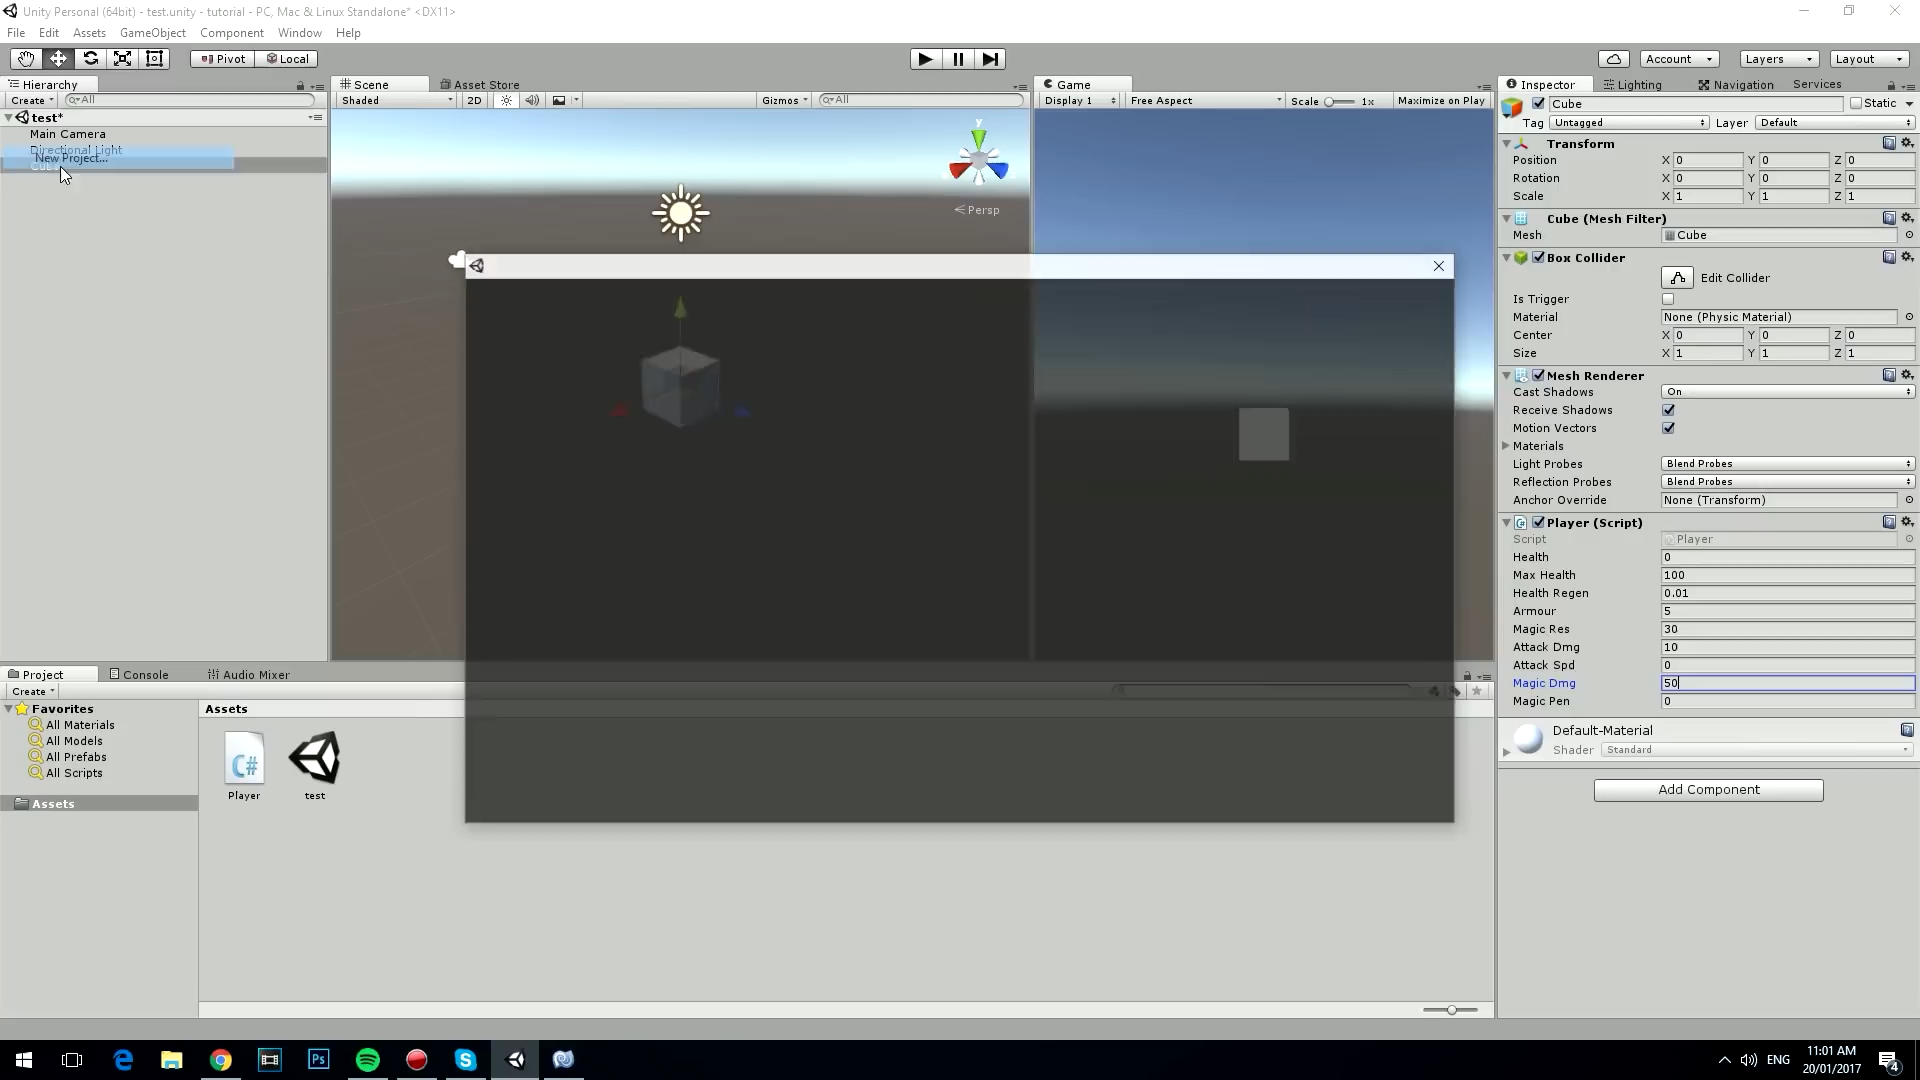 Unity Personal (64bit) - test.unity - tutorial - PC, Mac & Linux Standalone* <DX11>
File Edit Assets GameObject Component Window Help
Pivot Local Account Layers Layout
Hierarchy
Create All
test*
Main Camera
Directional Light
New Project...
Scene Asset Store
Shaded 2D Gizmos All
y
Persp
Game
Display 1 Free Aspect Scale 1x Maximize on Play
Inspector Lighting Navigation Services
Cube Static
Tag Untagged Layer Default
Transform
Position X 0 Y 0 Z 0
Rotation X 0 Y 0 Z 0
Scale X 1 Y 1 Z 1
Cube (Mesh Filter)
Mesh Cube
Box Collider
Edit Collider
Is Trigger
Material None (Physic Material)
Center X 0 Y 0 Z 0
Size X 1 Y 1 Z 1
Mesh Renderer
Cast Shadows On
Receive Shadows
Motion Vectors
Materials
Light Probes Blend Probes
Reflection Probes Blend Probes
Anchor Override None (Transform)
Player (Script)
Script Player
Health 0
Max Health 100
Health Regen 0.01
Armour 5
Magic Res 30
Attack Dmg 10
Attack Spd 0
Magic Dmg 50
Magic Pen 0
Default-Material
Shader Standard
Add Component
Project Console Audio Mixer
Create
Favorites
All Materials
All Models
All Prefabs
All Scripts
Assets
Assets
C#
Player test
Ps
ENG
11:01 AM
20/01/2017
4